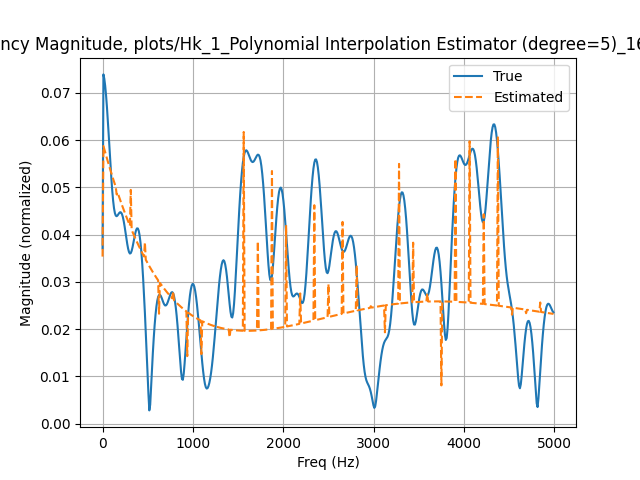 ncy Magnitude, plots/Hk_1_Polynomial Interpolation Estimator (degree=5)_16
True
Estimated
Magnitude (normalized)
0.07
0.06
0.05
0.04
0.03
0.02
0.01
0.00
0 1000 2000 3000 4000 5000
Freq (Hz)